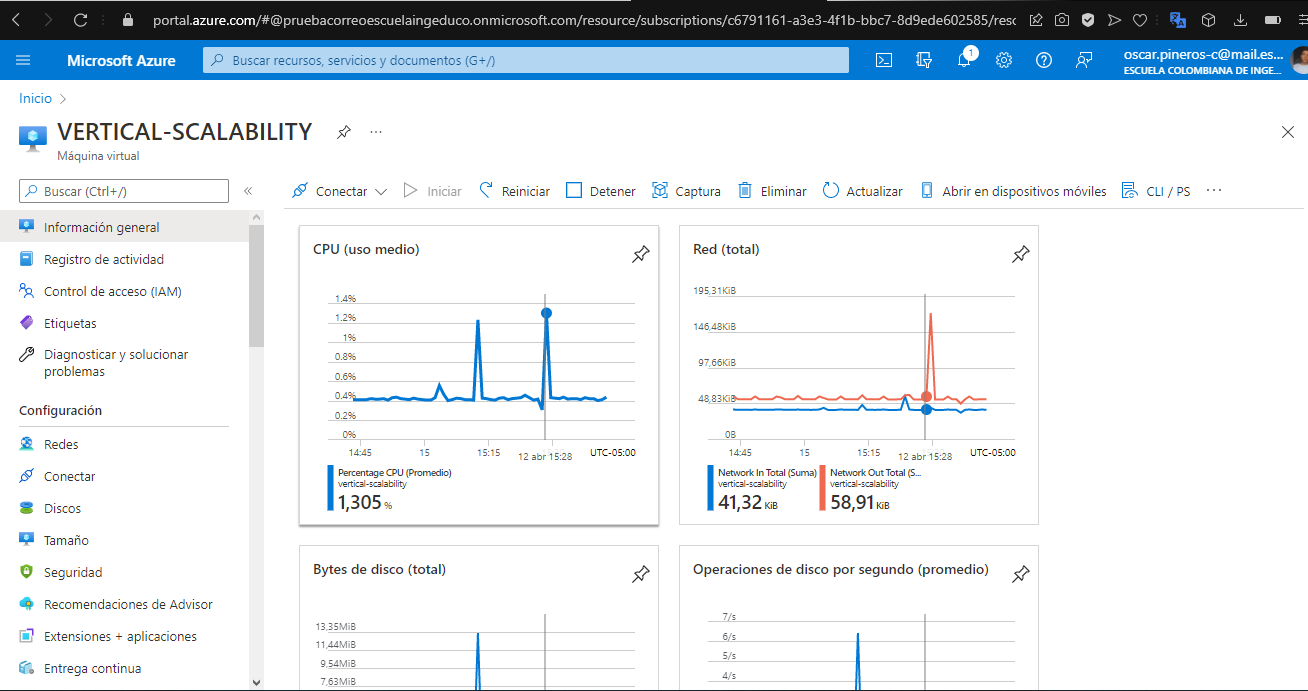 portal.azure.com/#@pruebacorreoescuelaingeduco.onmicrosoft.com/resource/subscriptions/c6791161-a3e3-4f1b-bbc7-8d9ede602585/resc
Microsoft Azure
Buscar recursos, servicios y documentos (G+/)
1
oscar.pineros-c@mail.es...
ESCUELA COLOMBIANA DE INGE...
Inicio
VERTICAL-SCALABILITY
Máquina virtual
Buscar (Ctrl+/)
Conectar
Iniciar
Reiniciar
Detener
Captura
Eliminar
Actualizar
Abrir en dispositivos móviles
CLI / PS
Información general
Registro de actividad
Control de acceso (IAM)
Etiquetas
Diagnosticar y solucionar
problemas
Configuración
Redes
Conectar
Discos
Tamaño
Seguridad
Recomendaciones de Advisor
Extensiones + aplicaciones
Entrega continua
CPU (uso medio)
1.4%
1.2%
1%
0.8%
0.6%
0.4%
0.2%
0%
14:45 15 15:15 12 abr 15:28 UTC-05:00
Percentage CPU (Promedio)
vertical-scalability
1,305 %
Red (total)
195,31KiB
146,48KiB
97,66KiB
48,83KiB
0B
14:45 15 15:15 12 abr 15:28 UTC-05:00
Network In Total (Suma)
vertical-scalability
41,32 KiB
Network Out Total (S...
vertical-scalability
58,91 KiB
Bytes de disco (total)
13,35MiB
11,44MiB
9,54MiB
7,63MiB
Operaciones de disco por segundo (promedio)
7/s
6/s
5/s
4/s